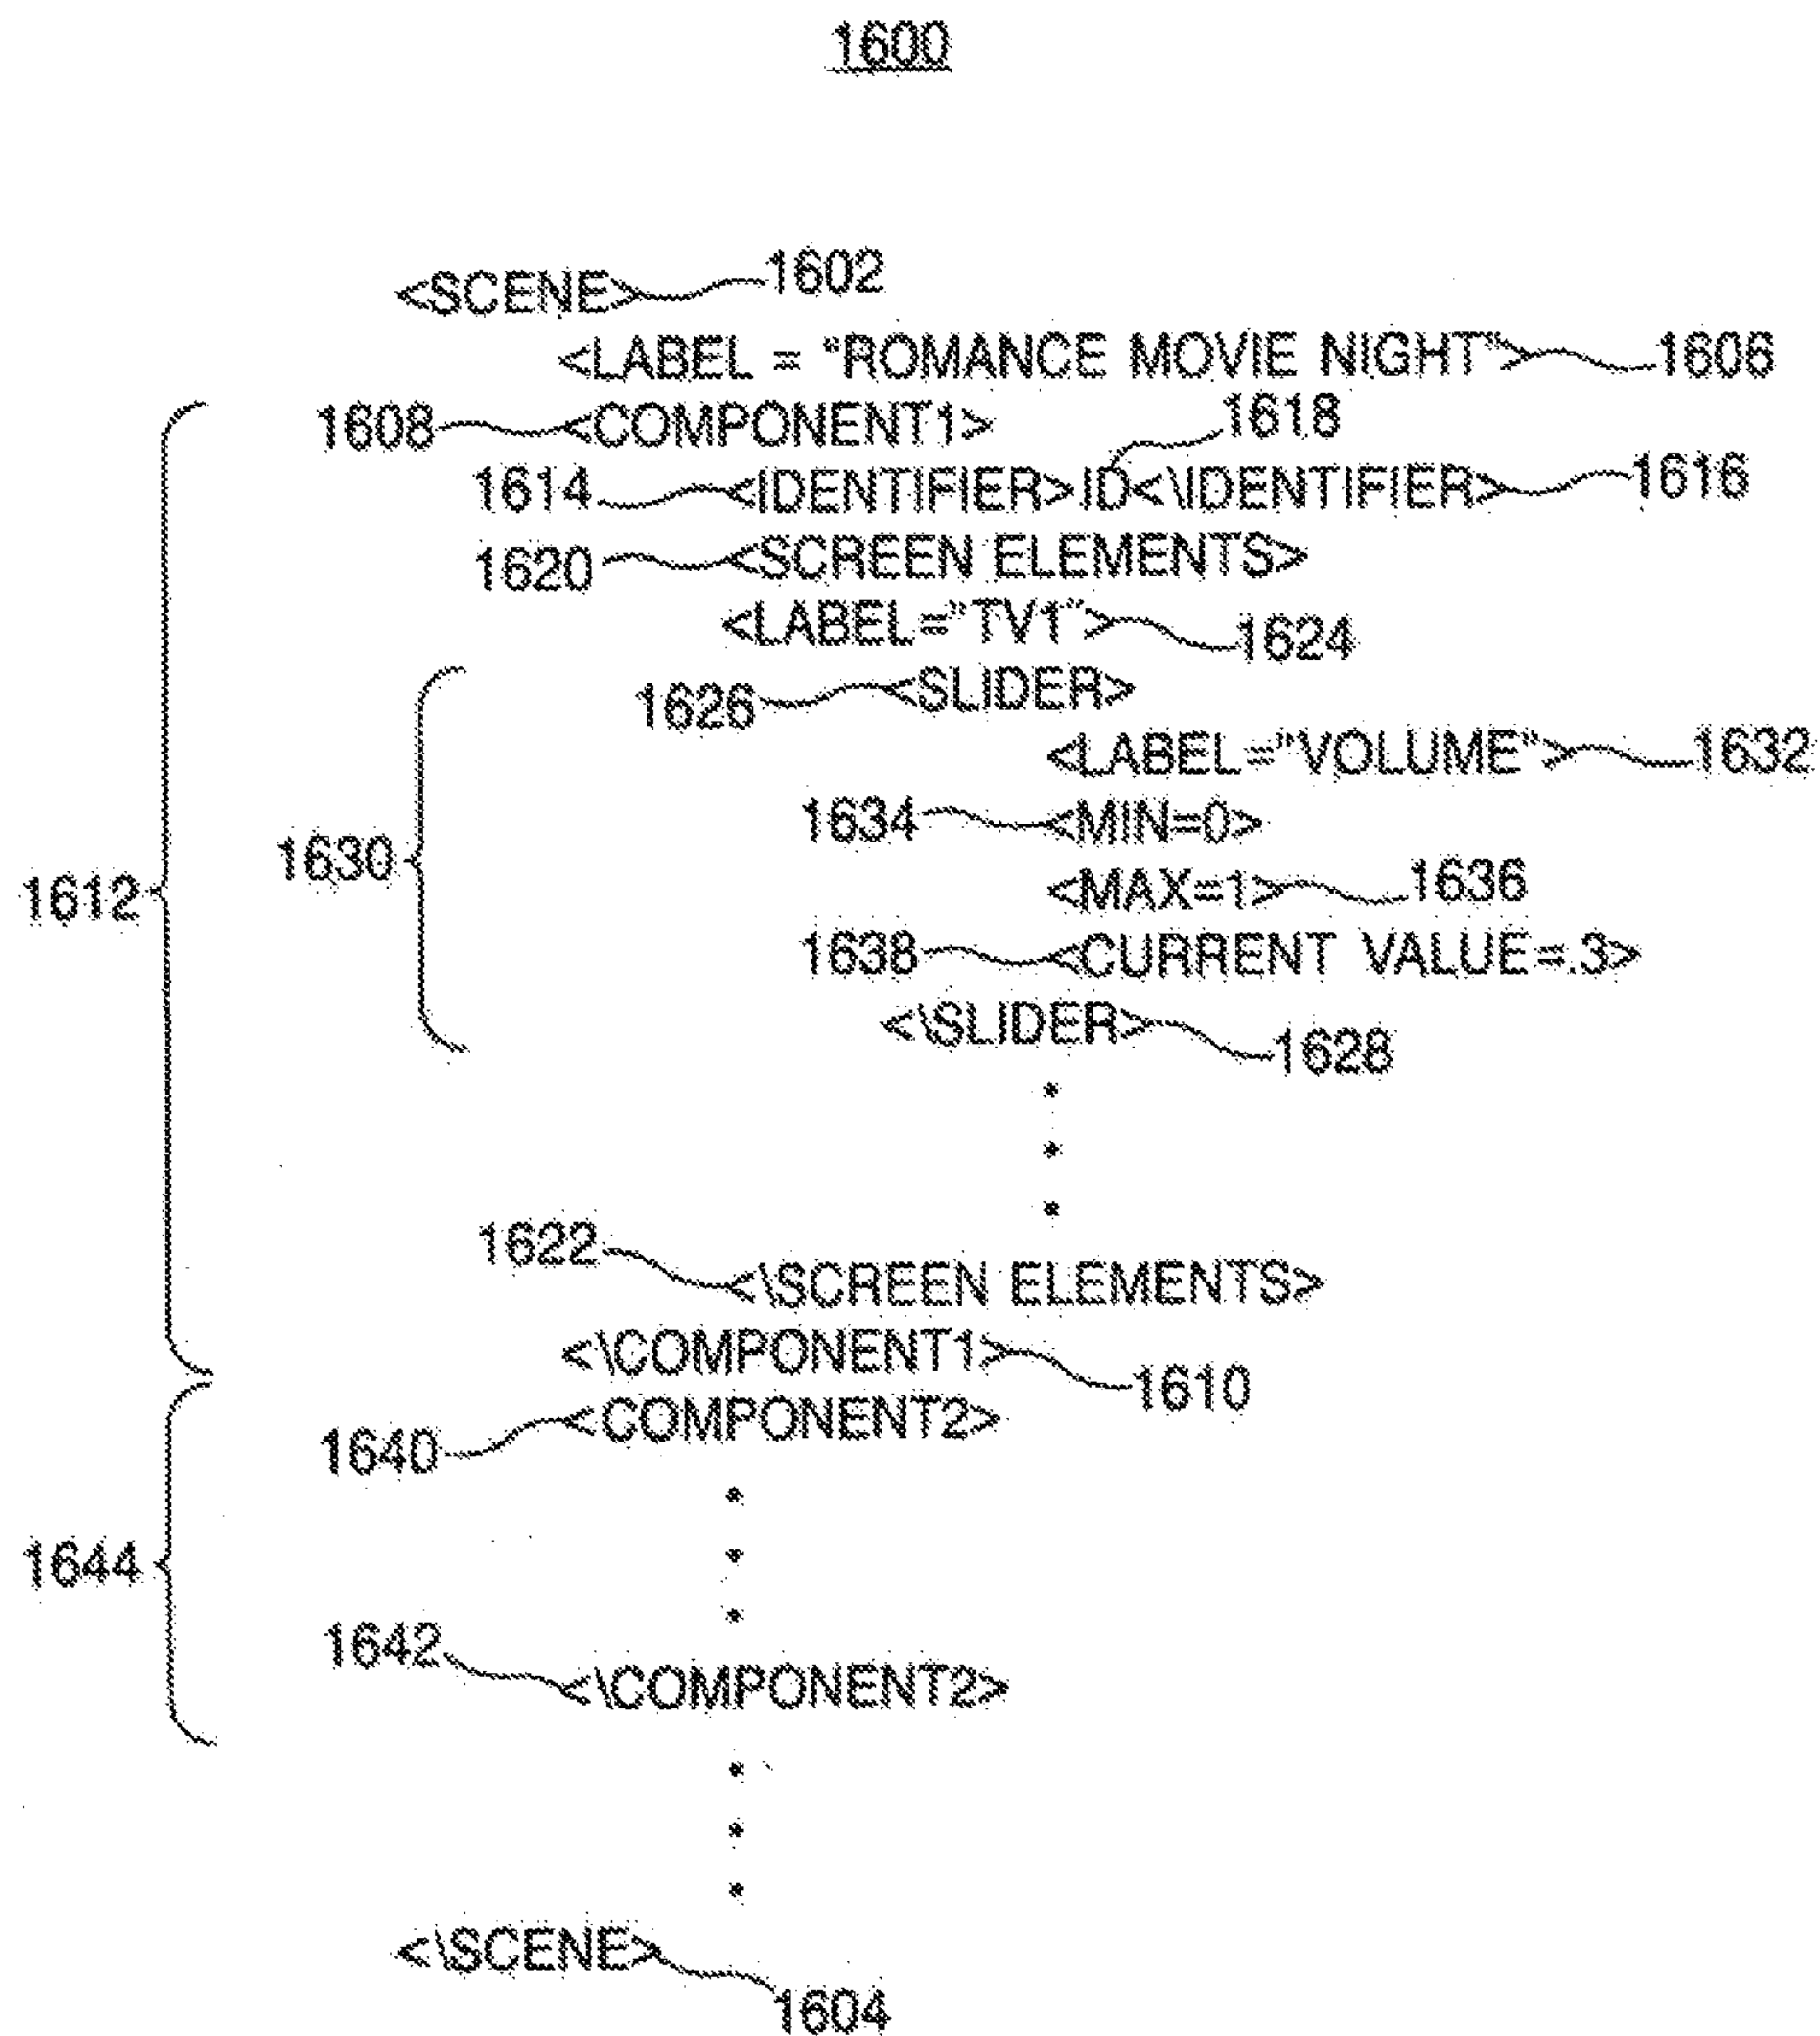 1600
<SCENE> 1602
<LABEL = "ROMANCE MOVIE NIGHT"> 1606
1608 <COMPONENT1> 1618
1614 <IDENTIFIER>ID<\IDENTIFIER> 1616
1620 <SCREEN ELEMENTS>
<LABEL="TV1"> 1624
1626 <SLIDER>
<LABEL="VOLUME"> 1632
1634 <MIN=0>
1630
1612 <MAX=1> 1636
1638 <CURRENT VALUE=.3>
<\SLIDER> 1628
1622 <\SCREEN ELEMENTS>
<\COMPONENT1> 1610
1640 <COMPONENT2>
1644
1642 <\COMPONENT2>
<\SCENE> 1604